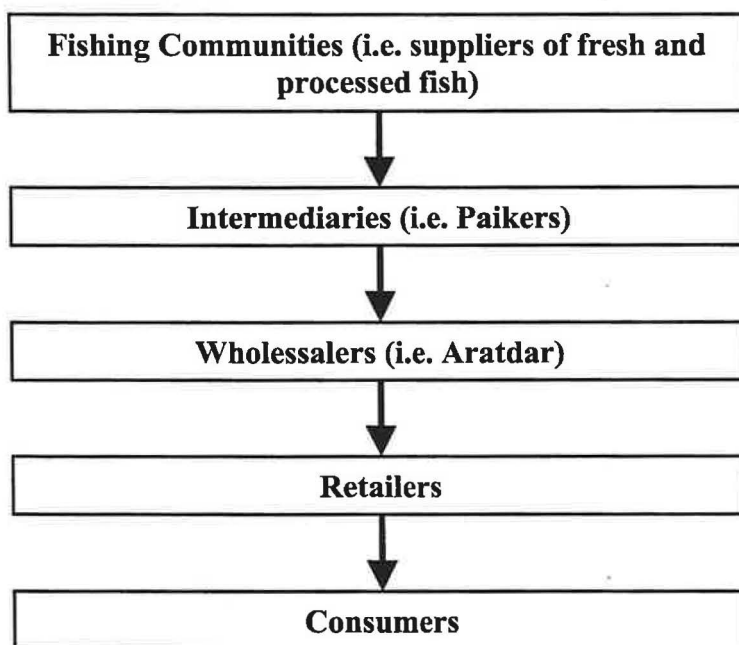 Fishing Communities (i.e. suppliers of fresh and
processed fish)
Intermediaries (i.e. Paikers)
Wholessalers (i.e. Aratdar)
Retailers
Consumers